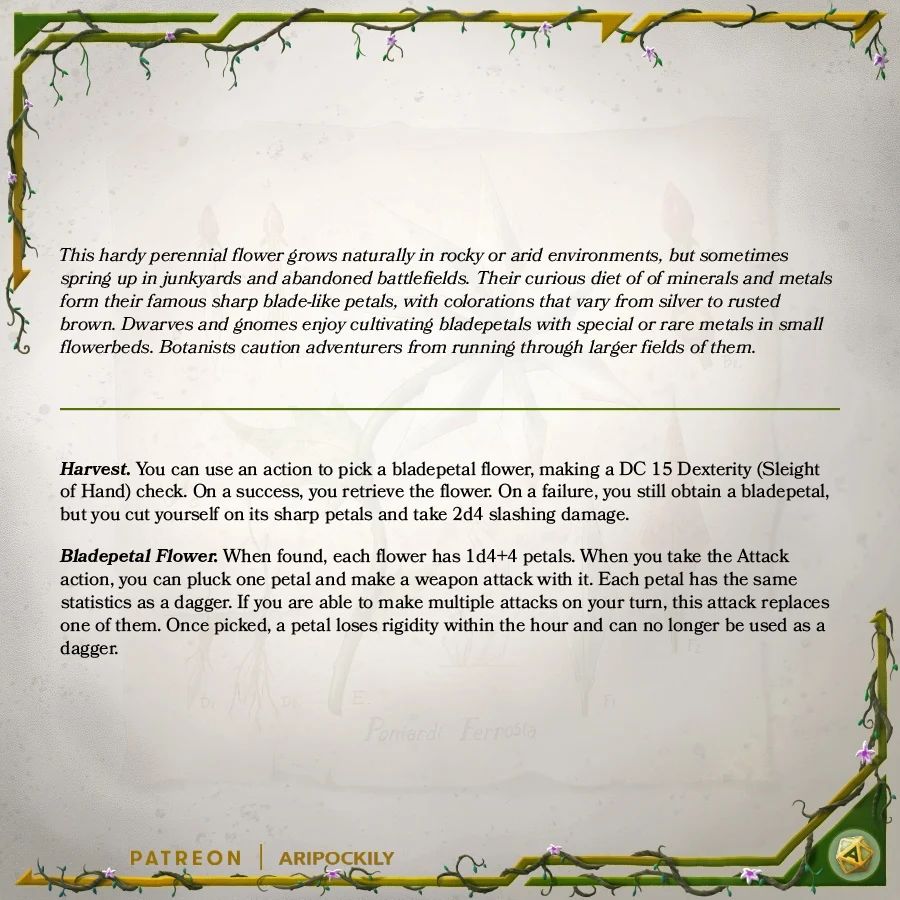 This hardy perennial flower grows naturally in rocky or arid environments, but sometimes
spring up in junkyards and abandoned battlefields. Their curious diet of of minerals and metals
form their famous sharp blade-like petals, with colorations that vary from silver to rusted
brown. Dwarves and gnomes enjoy cultivating bladepetals with special or rare metals in small
flowerbeds. Botanists caution adventurers from running through larger fields of them.
Harvest. You can use an action to pick a bladepetal flower, making a DC 15 Dexterity (Sleight
of Hand) check. On a success, you retrieve the flower. On a failure, you still obtain a bladepetal,
but you cut yourself on its sharp petals and take 2d4 slashing damage.
Bladepetal Flower. When found, each flower has 1d4+4 petals. When you take the Attack
action, you can pluck one petal and make a weapon attack with it. Each petal has the same
statistics as a dagger. If you are able to make multiple attacks on your turn, this attack replaces
one of them. Once picked, a petal loses rigidity within the hour and can no longer be used as a
dagger.
E.
Poniardi Ferrosia
PATREON | ARIPOCKILY